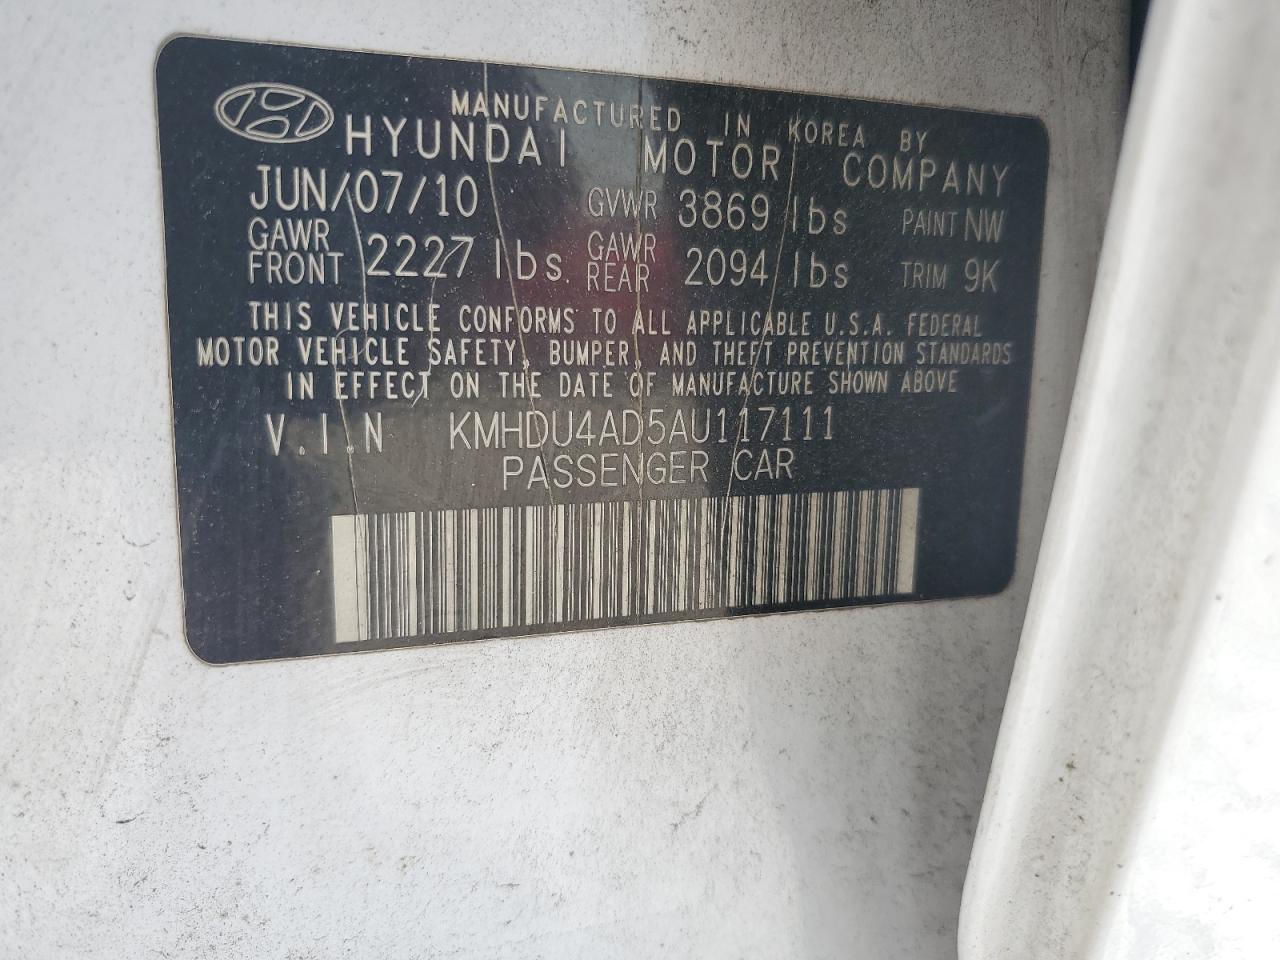 MANUFACTURED IN KOREA BY
HYUNDAI MOTOR COMPANY
JUN/07/10 GVWR 3869 lbs PAINT NW
GAWR FRONT 2227 lbs. GAWR REAR 2094 lbs TRIM 9K
THIS VEHICLE CONFORMS TO ALL APPLICABLE U.S.A. FEDERAL
MOTOR VEHICLE SAFETY, BUMPER, AND THEFT PREVENTION STANDARDS
IN EFFECT ON THE DATE OF MANUFACTURE SHOWN ABOVE
V.I.N KMHDU4AD5AU117111
PASSENGER CAR